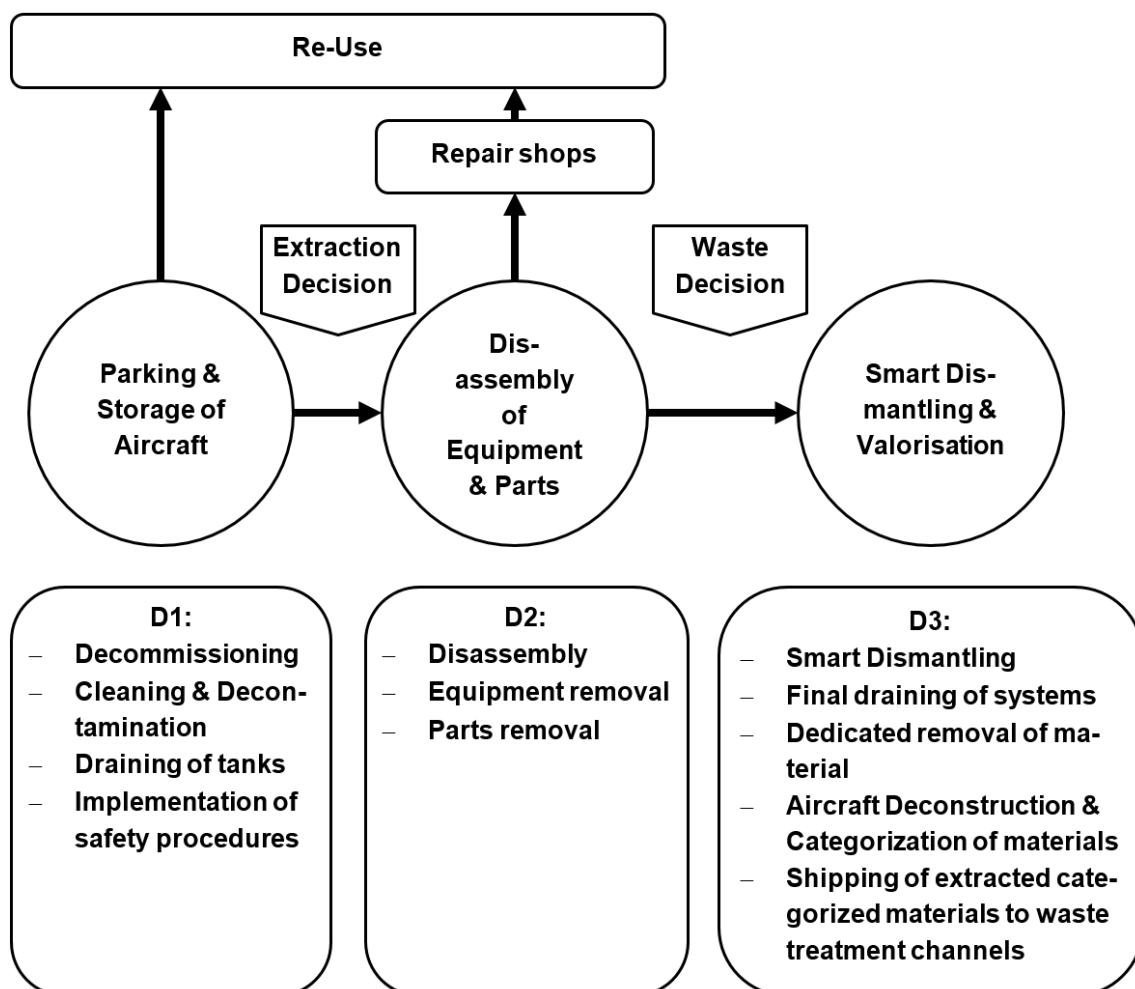 Re-Use
Repair shops
Extraction
Decision
Waste
Decision
Parking &
Storage of
Aircraft
Dis-
assembly
of
Equipment
& Parts
Smart Dis-
mantling &
Valorisation
D1:
– Decommissioning
– Cleaning & Decon-
tamination
– Draining of tanks
– Implementation of
safety procedures
D2:
– Disassembly
– Equipment removal
– Parts removal
D3:
– Smart Dismantling
– Final draining of systems
– Dedicated removal of ma-
terial
– Aircraft Deconstruction &
Categorization of materials
– Shipping of extracted cate-
gorized materials to waste
treatment channels